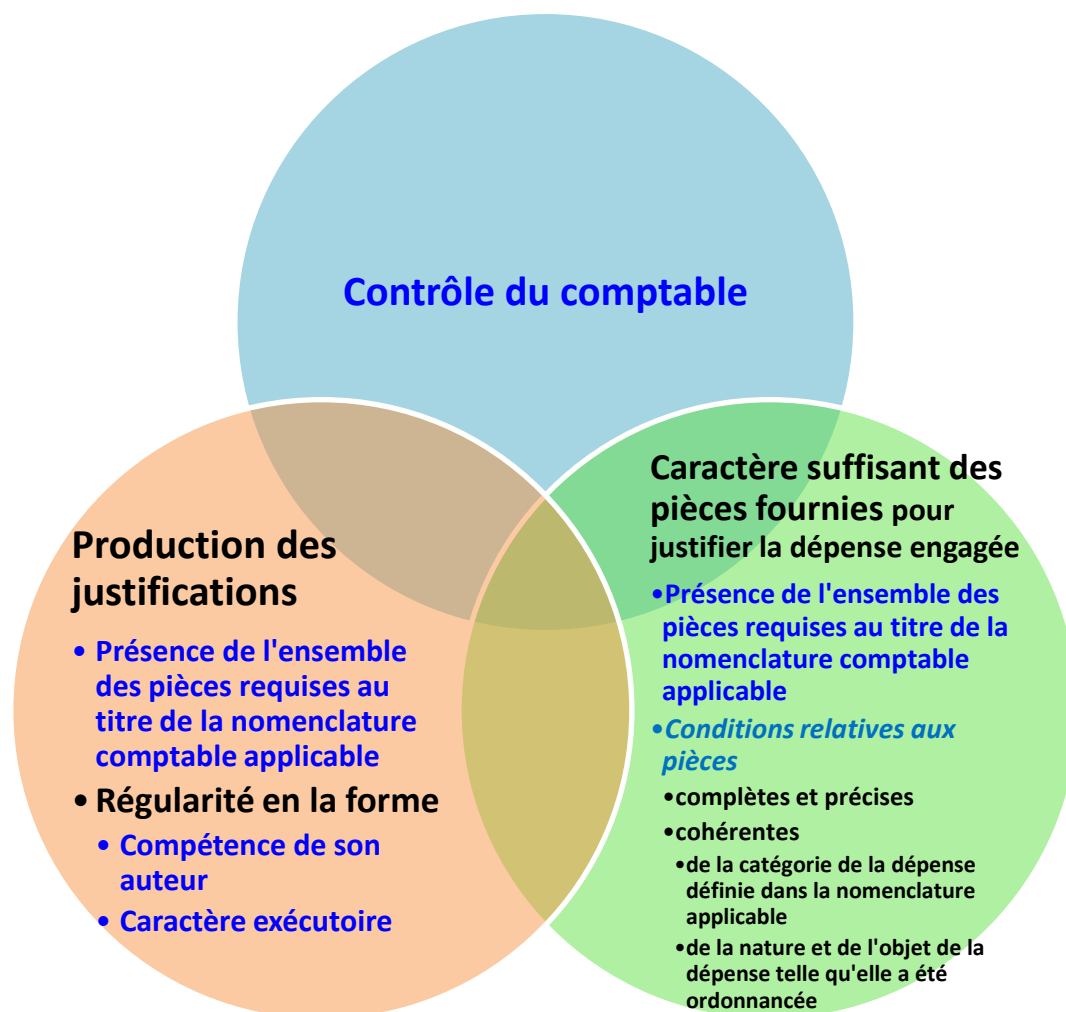 Contrôle du comptable
Production des
justifications
• Présence de l'ensemble
des pièces requises au
titre de la nomenclature
comptable applicable
• Régularité en la forme
• Compétence de son
auteur
• Caractère exécutoire
Caractère suffisant des
pièces fournies pour
justifier la dépense engagée
•Présence de l'ensemble des
pièces requises au titre de la
nomenclature comptable
applicable
•Conditions relatives aux
pièces
•complètes et précises
•cohérentes
•de la catégorie de la dépense
définie dans la nomenclature
applicable
•de la nature et de l'objet de la
dépense telle qu'elle a été
ordonnancée